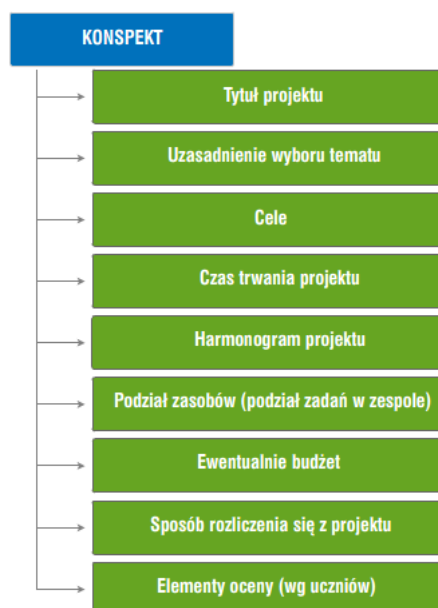 KONSPEKT
Tytuł projektu
Uzasadnienie wyboru tematu
Cele
Czas trwania projektu
Harmonogram projektu
Podział zasobów (podział zadań w zespole)
Ewentualnie budżet
Sposób rozliczenia się z projektu
Elementy oceny (wg uczniów)